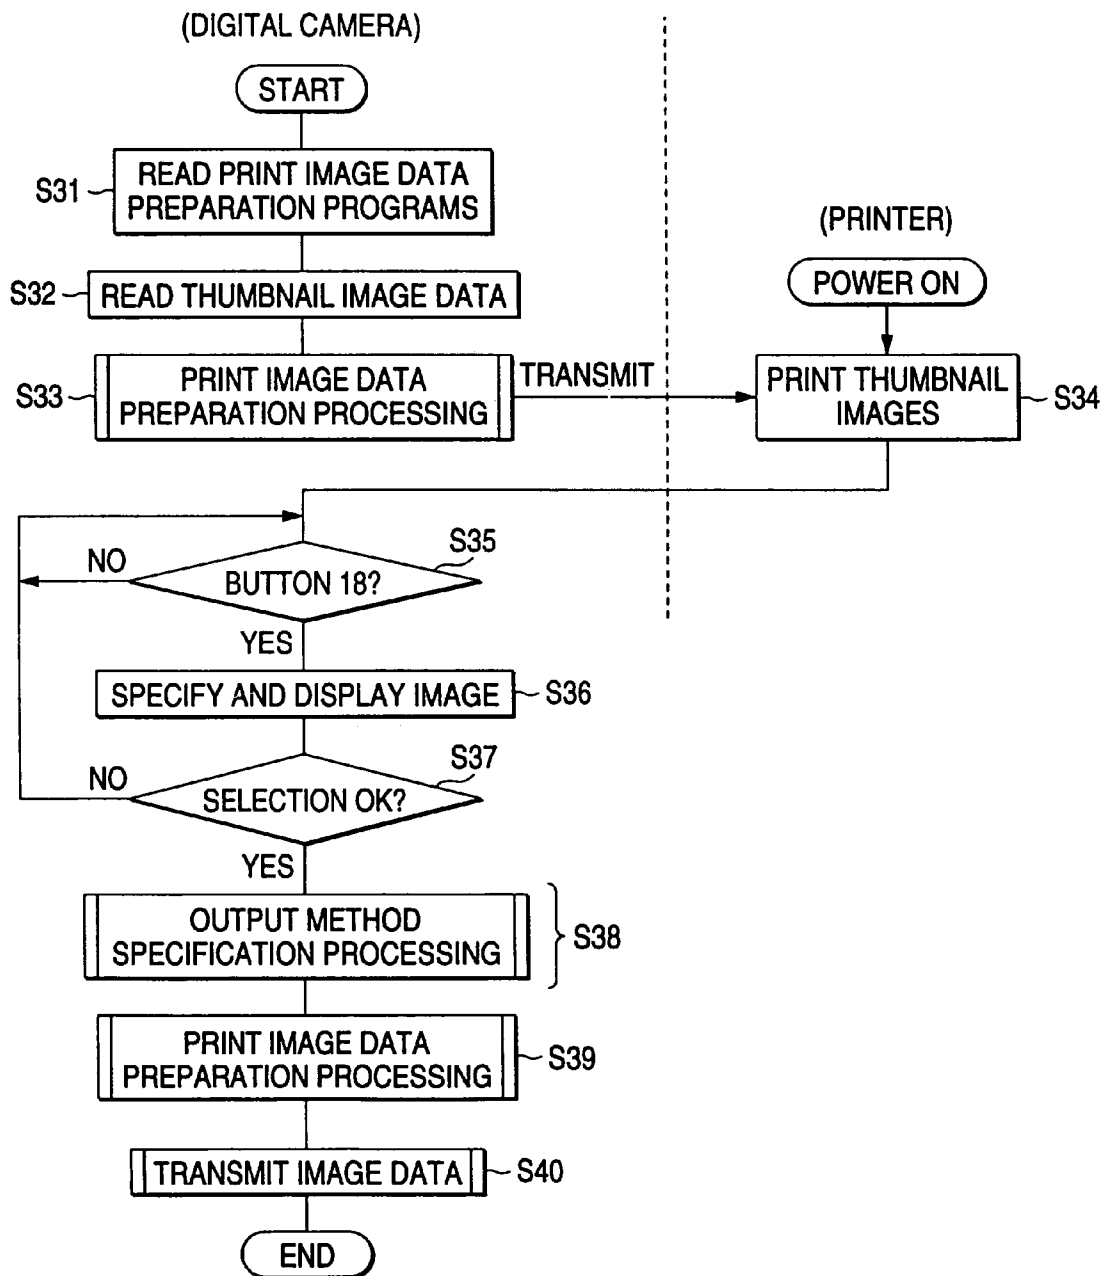 (DIGITAL CAMERA)
START
S31
READ PRINT IMAGE DATA
PREPARATION PROGRAMS
(PRINTER)
S32
READ THUMBNAIL IMAGE DATA
POWER ON
S33
PRINT IMAGE DATA
PREPARATION PROCESSING
TRANSMIT
PRINT THUMBNAIL
IMAGES
S34
S35
NO
BUTTON 18?
YES
SPECIFY AND DISPLAY IMAGE
S36
S37
NO
SELECTION OK?
YES
OUTPUT METHOD
SPECIFICATION PROCESSING
S38
PRINT IMAGE DATA
PREPARATION PROCESSING
S39
TRANSMIT IMAGE DATA
S40
END